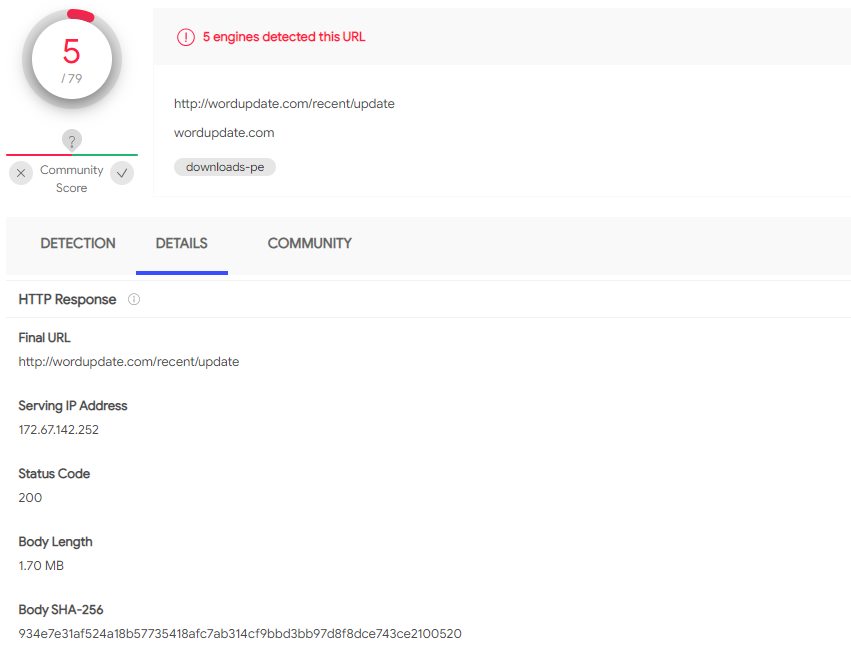 5
/ 79
?
Community
Score
5 engines detected this URL
http://wordupdate.com/recent/update
wordupdate.com
downloads-pe
DETECTION DETAILS COMMUNITY
HTTP Response
Final URL
http://wordupdate.com/recent/update
Serving IP Address
172.67.142.252
Status Code
200
Body Length
1.70 MB
Body SHA-256
934e7e31af524a18b57735418afc7ab314cf9bbd3bb97d8f8dce743ce2100520